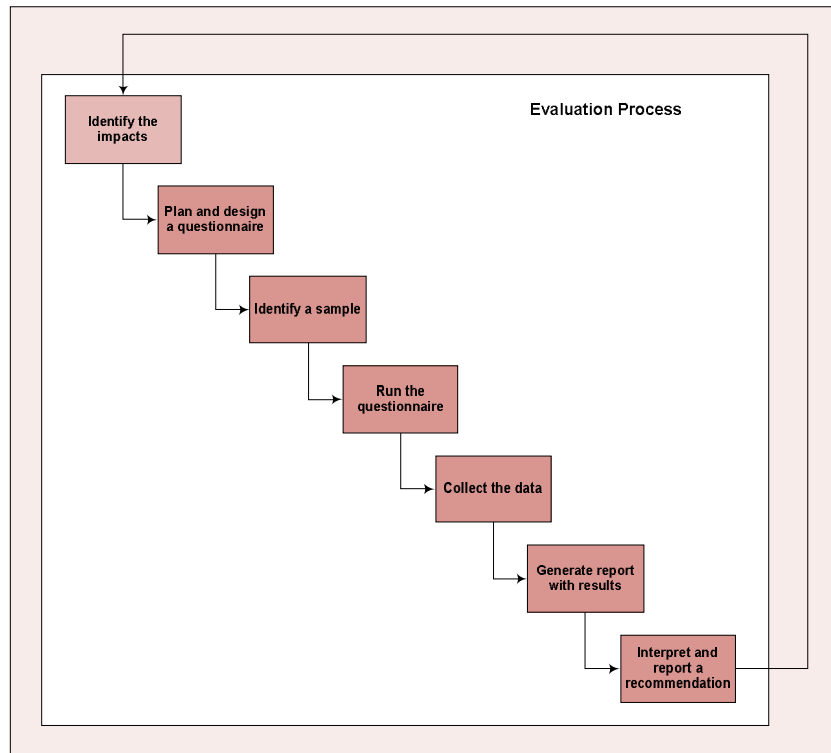 Evaluation Process
Identify the
impacts
Plan and design
a questionnaire
Identify a sample
Run the
questionnaire
Collect the data
Generate report
with results
Interpret and
report a
recommendation